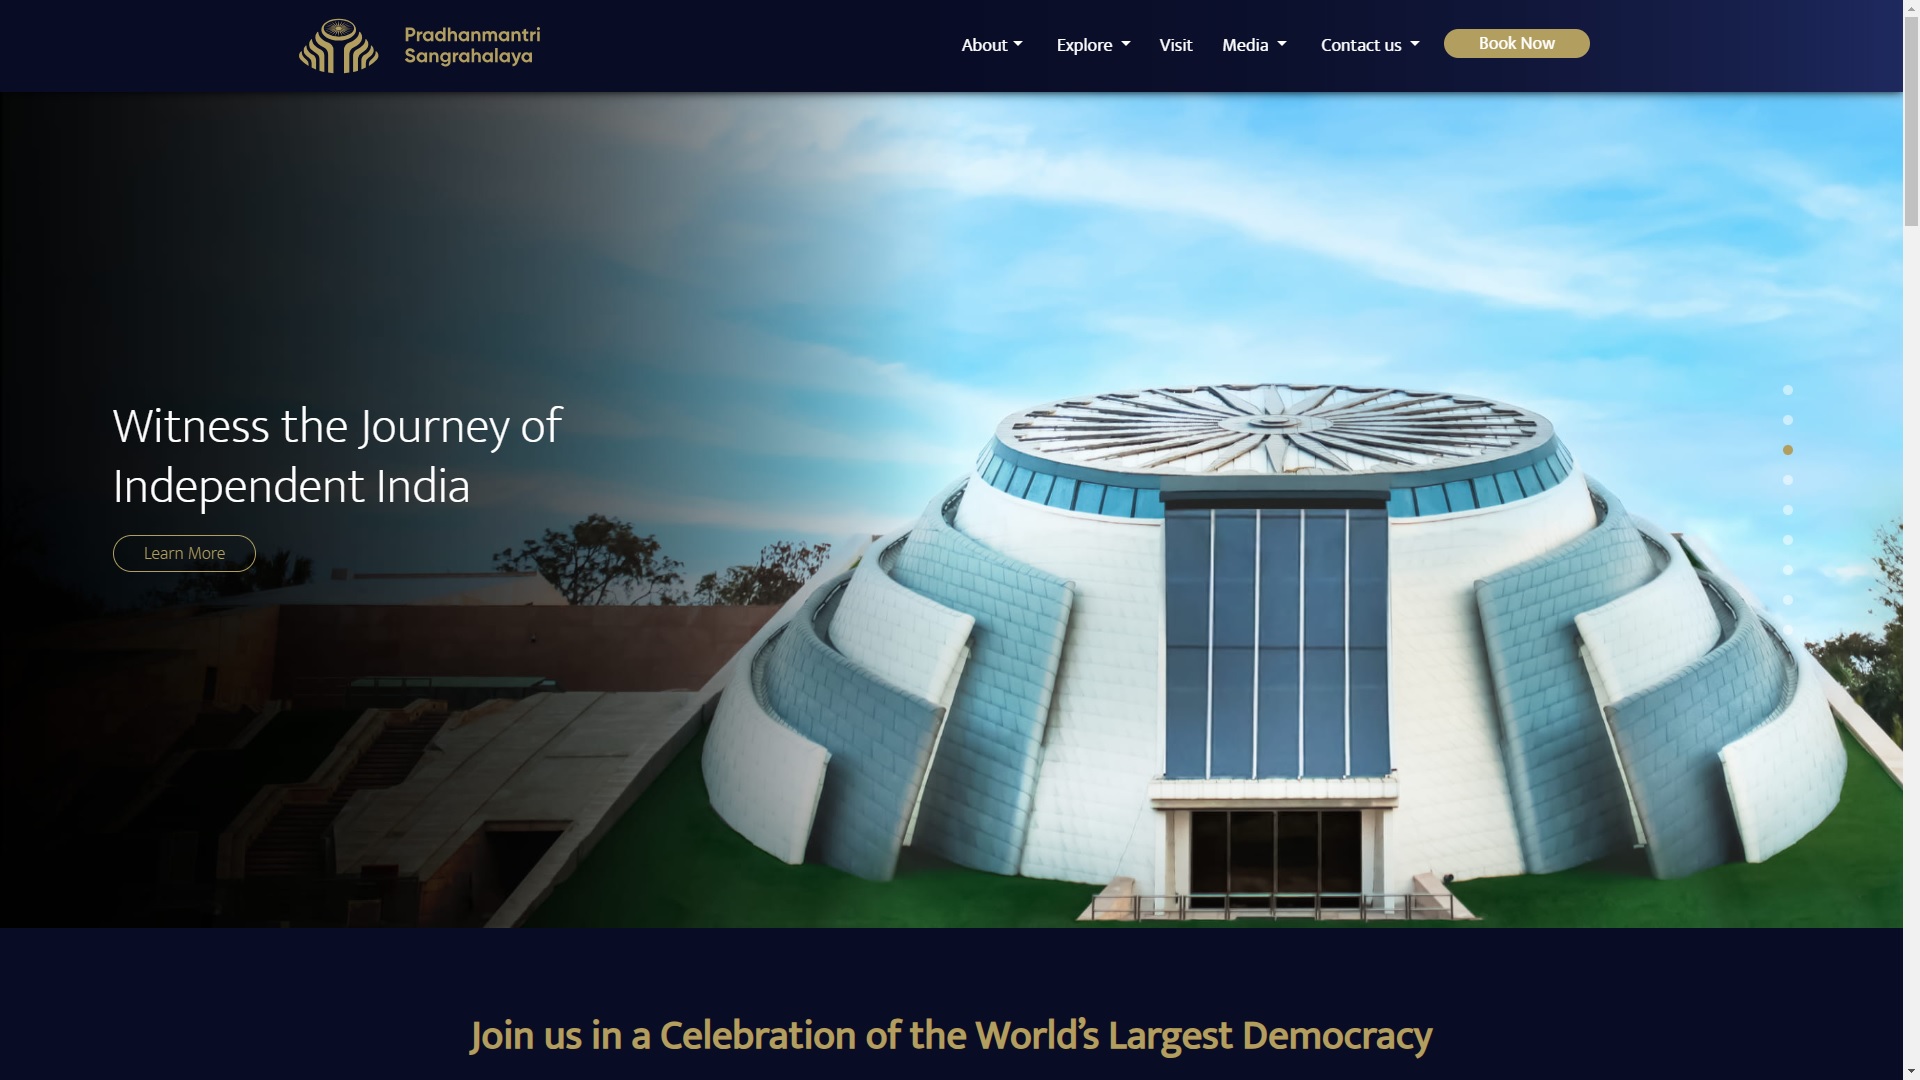 Pradhanmantri
Sangrahalaya
About
Explore
Visit
Media
Contact us
Book Now
Witness the Journey of
Independent India
Learn More
Join us in a Celebration of the World’s Largest Democracy